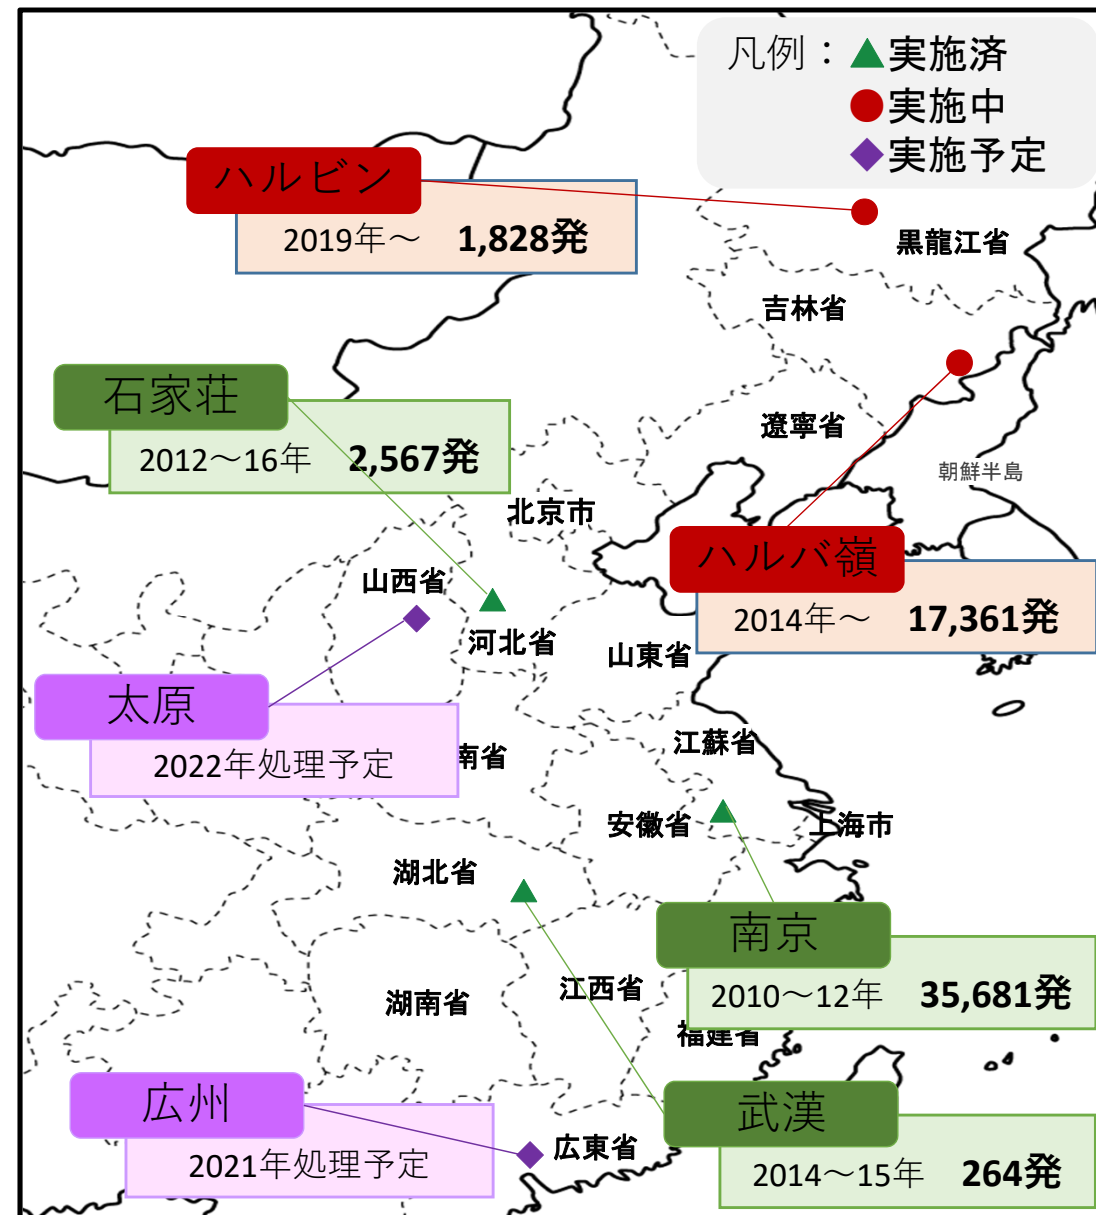 凡例：▲実施済
●実施中
◆実施予定
ハルビン
2019年～ 1,828発
黒龍江省
吉林省
石家荘
2012～16年 2,567発
遼寧省
朝鮮半島
北京市
ハルバ嶺
2014年～ 17,361発
山西省
河北省
山東省
太原
2022年処理予定
南省
江蘇省
安徽省
上海市
湖北省
南京
2010～12年 35,681発
湖南省
江西省
福建省
広州
2021年処理予定
広東省
武漢
2014～15年 264発